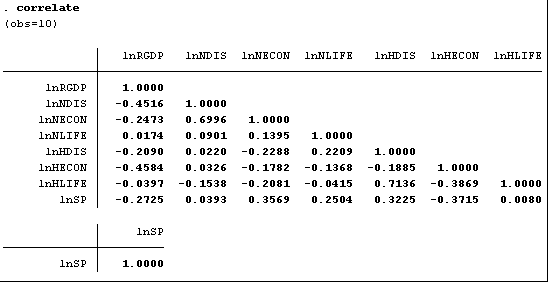 . correlate
(obs=10)
lnRGDP lnNDIS lnNECON lnNLIFE lnHDIS lnHECON lnHLIFE
lnRGDP 1.0000
lnNDIS -0.4516 1.0000
lnNECON -0.2473 0.6996 1.0000
lnNLIFE 0.0174 0.0901 0.1395 1.0000
lnHDIS -0.2090 0.0220 -0.2288 0.2209 1.0000
lnHECON -0.4584 0.0326 -0.1782 -0.1368 -0.1885 1.0000
lnHLIFE -0.0397 -0.1538 -0.2081 -0.0415 0.7136 -0.3869 1.0000
lnSP -0.2725 0.0393 0.3569 0.2504 0.3225 -0.3715 0.0080
lnSP
lnSP 1.0000